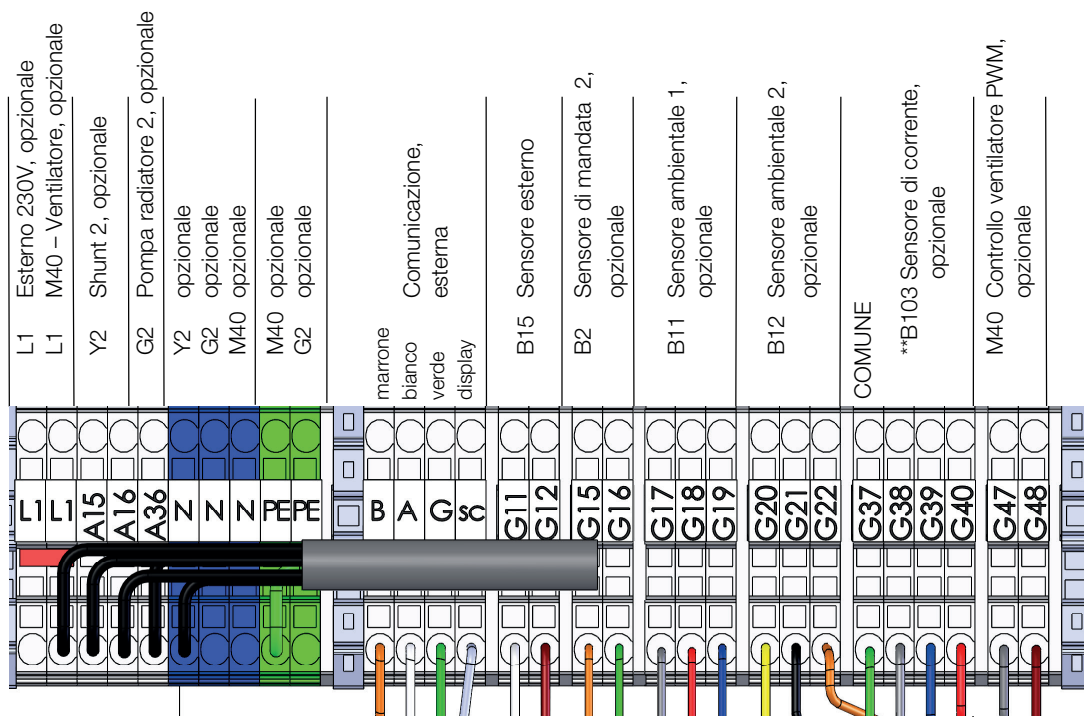 L1 Esterno 230V, opzionale
L1 M40 – Ventilatore, opzionale
Y2 Shunt 2, opzionale
G2 Pompa radiatore 2, opzionale
Y2 opzionale
G2 opzionale
M40 opzionale
M40 opzionale
G2 opzionale
marrone
bianco
verde
display
Comunicazione,
esterna
B15 Sensore esterno
B2 Sensore di mandata 2,
opzionale
B11 Sensore ambientale 1,
opzionale
B12 Sensore ambientale 2,
opzionale
COMUNE
**B103 Sensore di corrente,
opzionale
M40 Controllo ventilatore PWM,
opzionale
L1 L1 A15 A16 A36 N N N PE PE B A G SC G11 G12 G15 G16 G17 G18 G19 G20 G21 G22 G37 G38 G39 G40 G47 G48